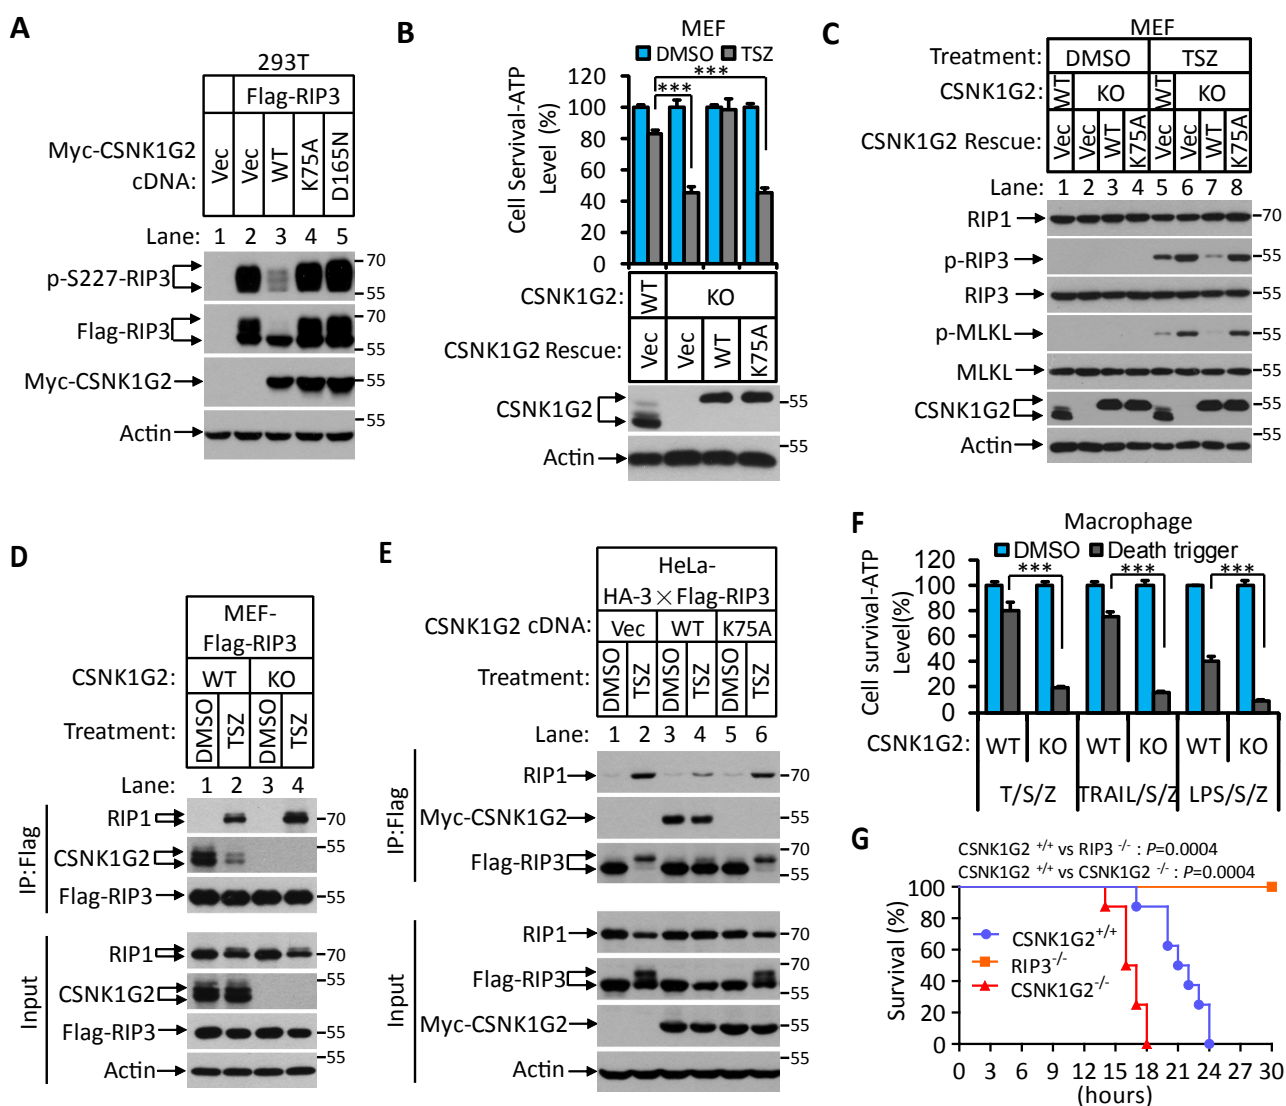 A
293T
Flag-RIP3
Myc-CSNK1G2
cDNA:
Vec
Vec
WT
K75A
D165N
Lane: 1 2 3 4 5
p-S227-RIP3
70
55
Flag-RIP3
70
55
Myc-CSNK1G2
55
Actin
55
B
MEF
DMSO TSZ
Cell Servival-ATP
Level (%)
120
100
80
60
40
20
0
***
***
CSNK1G2:
WT
KO
CSNK1G2 Rescue:
Vec
Vec
WT
K75A
CSNK1G2
55
Actin
55
C
MEF
Treatment: DMSO TSZ
CSNK1G2: WT KO WT KO
CSNK1G2 Rescue: Vec Vec WT K75A Vec Vec WT K75A
Lane: 1 2 3 4 5 6 7 8
RIP1
70
p-RIP3
55
RIP3
55
p-MLKL
55
MLKL
55
CSNK1G2
55
Actin
55
D
MEF-
Flag-RIP3
CSNK1G2: WT KO
Treatment: DMSO TSZ DMSO TSZ
Lane: 1 2 3 4
IP:Flag
RIP1
70
CSNK1G2
55
Flag-RIP3
55
Input
RIP1
70
CSNK1G2
55
Flag-RIP3
55
Actin
55
E
HeLa-
HA-3×Flag-RIP3
CSNK1G2 cDNA: Vec WT K75A
Treatment: DMSO TSZ DMSO TSZ DMSO TSZ
Lane: 1 2 3 4 5 6
IP:Flag
RIP1
70
Myc-CSNK1G2
55
Flag-RIP3
70
55
Input
RIP1
70
Flag-RIP3
70
55
Myc-CSNK1G2
55
Actin
55
F
Macrophage
DMSO Death trigger
Cell survival-ATP
Level(%)
120
100
80
60
40
20
0
*** *** ***
CSNK1G2: WT KO WT KO WT KO
T/S/Z TRAIL/S/Z LPS/S/Z
G
CSNK1G2 +/+ vs RIP3 -/- : P=0.0004
CSNK1G2 +/+ vs CSNK1G2 -/- : P=0.0004
Survival (%)
100
80
60
40
20
0
CSNK1G2+/+
RIP3-/-
CSNK1G2-/-
0 3 6 9 12 15 18 21 24 27 30
(hours)